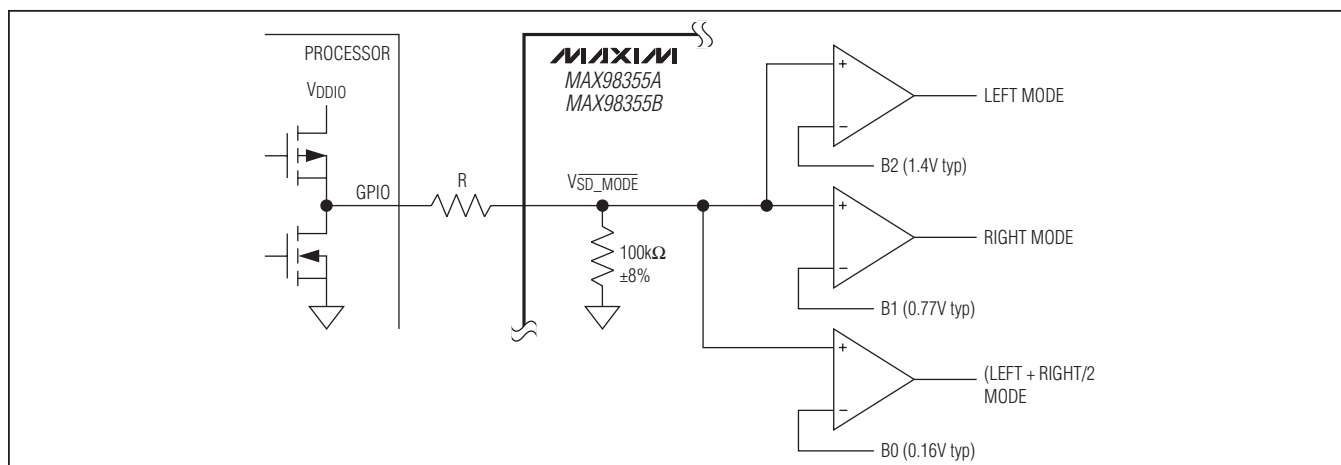 PROCESSOR
VDDIO
GPIO
R
MAXIM
MAX98355A
MAX98355B
VSD_MODE
100kΩ
±8%
+
−
LEFT MODE
B2 (1.4V typ)
+
−
RIGHT MODE
B1 (0.77V typ)
+
−
(LEFT + RIGHT/2
MODE
B0 (0.16V typ)